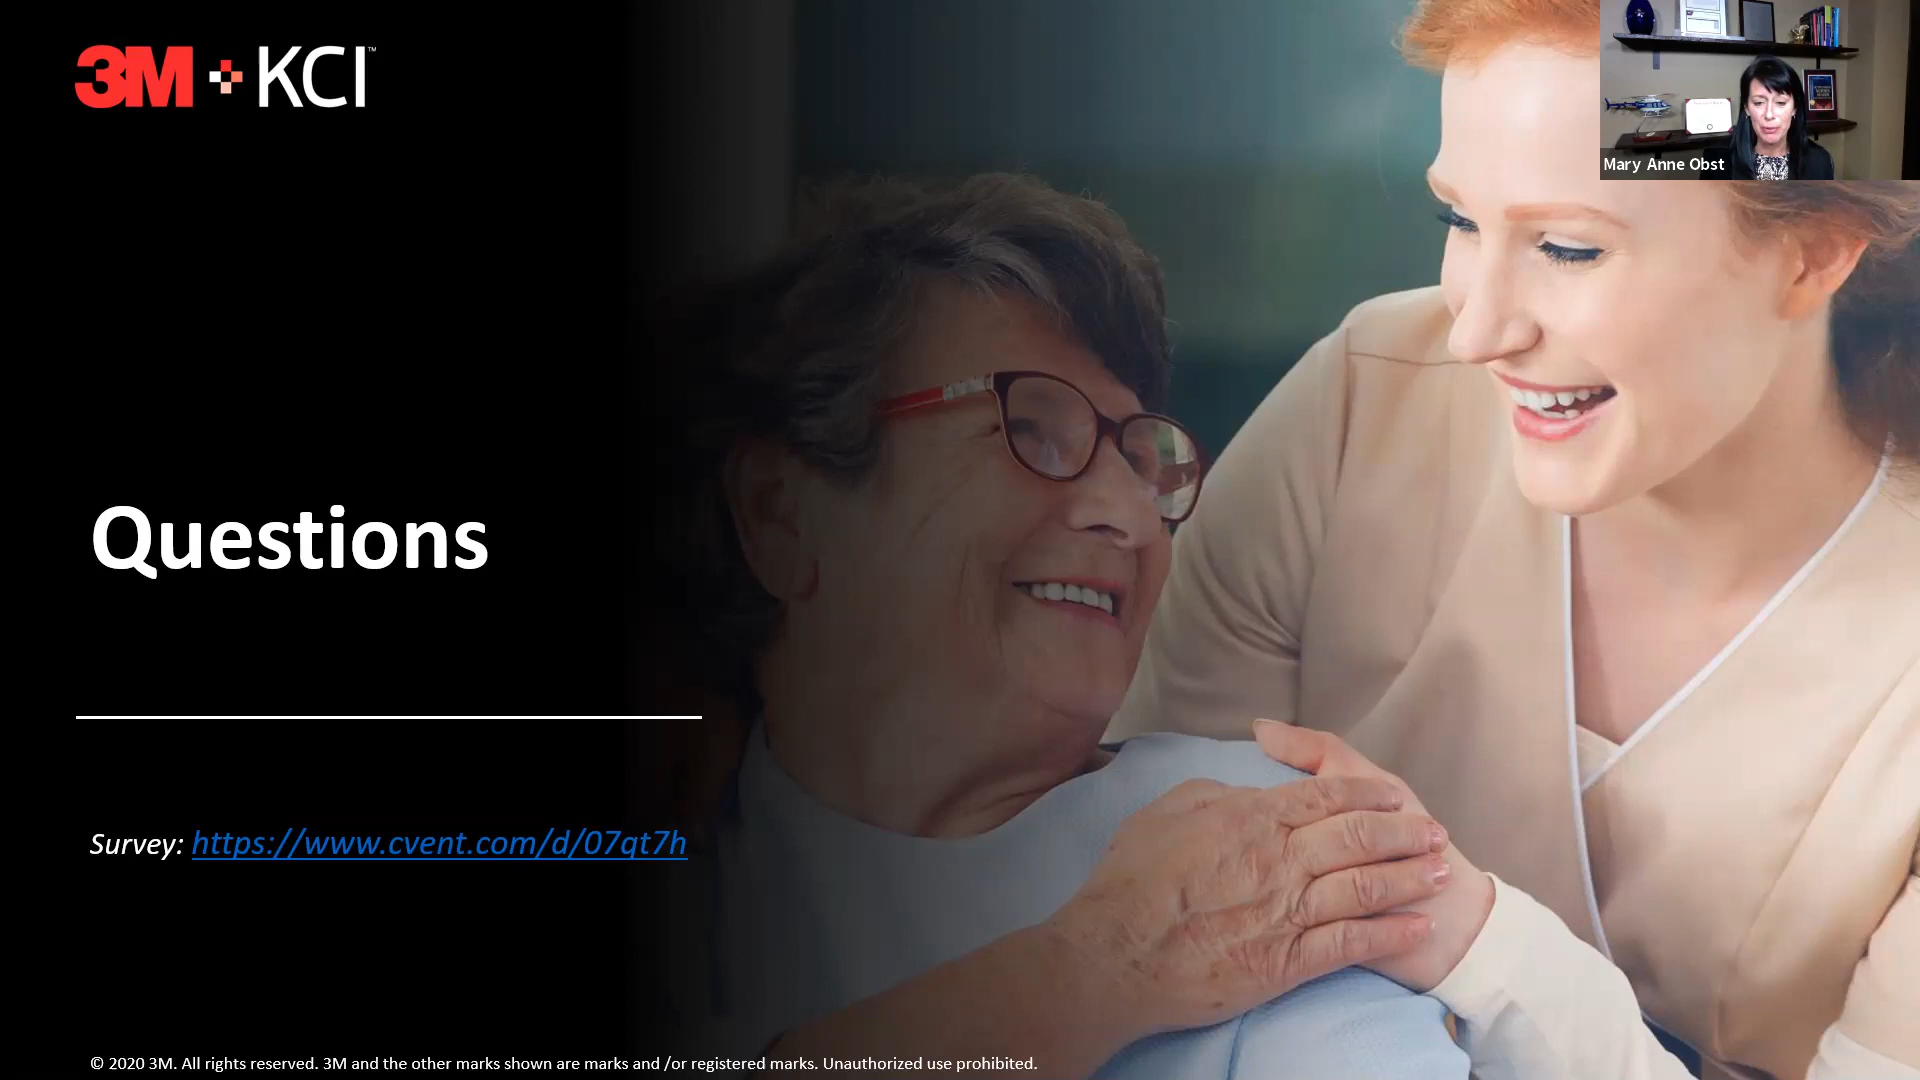 3M + KCI™
Mary Anne Obst
Questions
Survey: https://www.cvent.com/d/07qt7h
© 2020 3M. All rights reserved. 3M and the other marks shown are marks and /or registered marks. Unauthorized use prohibited.